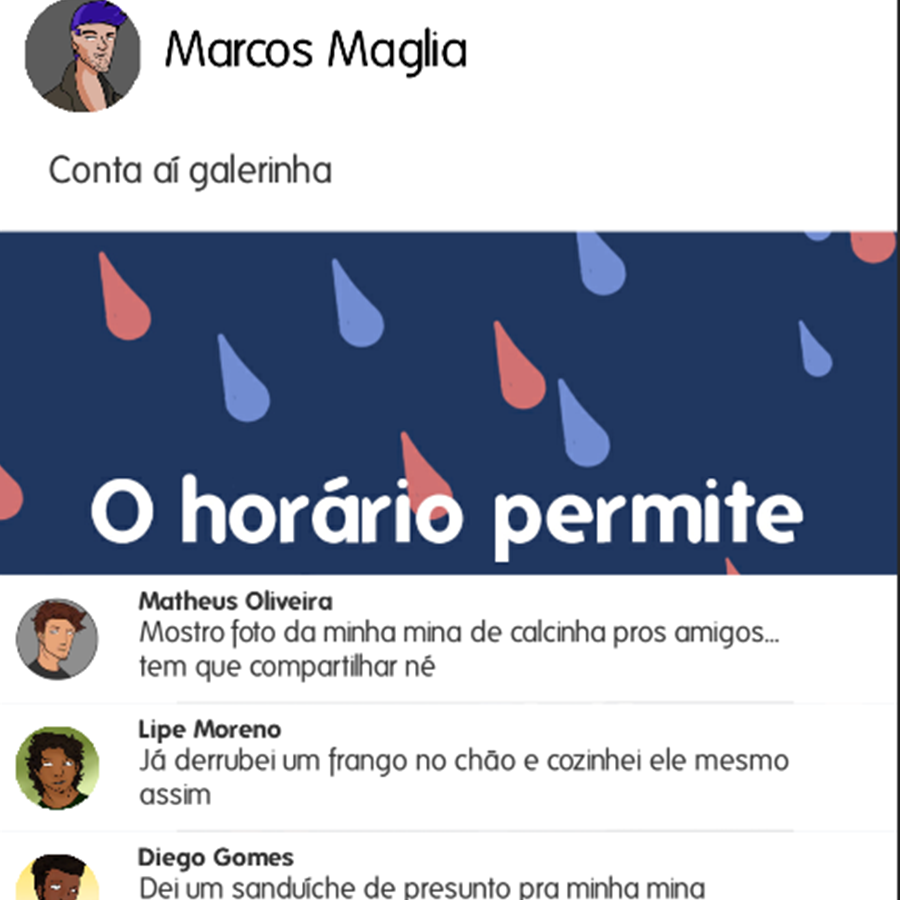 Marcos Maglia
Conta aí galerinha
O horário permite
Matheus Oliveira
Mostro foto da minha mina de calcinha pros amigos...
tem que compartilhar né
Lipe Moreno
Já derrubei um frango no chão e cozinhei ele mesmo
assim
Diego Gomes
Dei um sanduíche de presunto pra minha mina